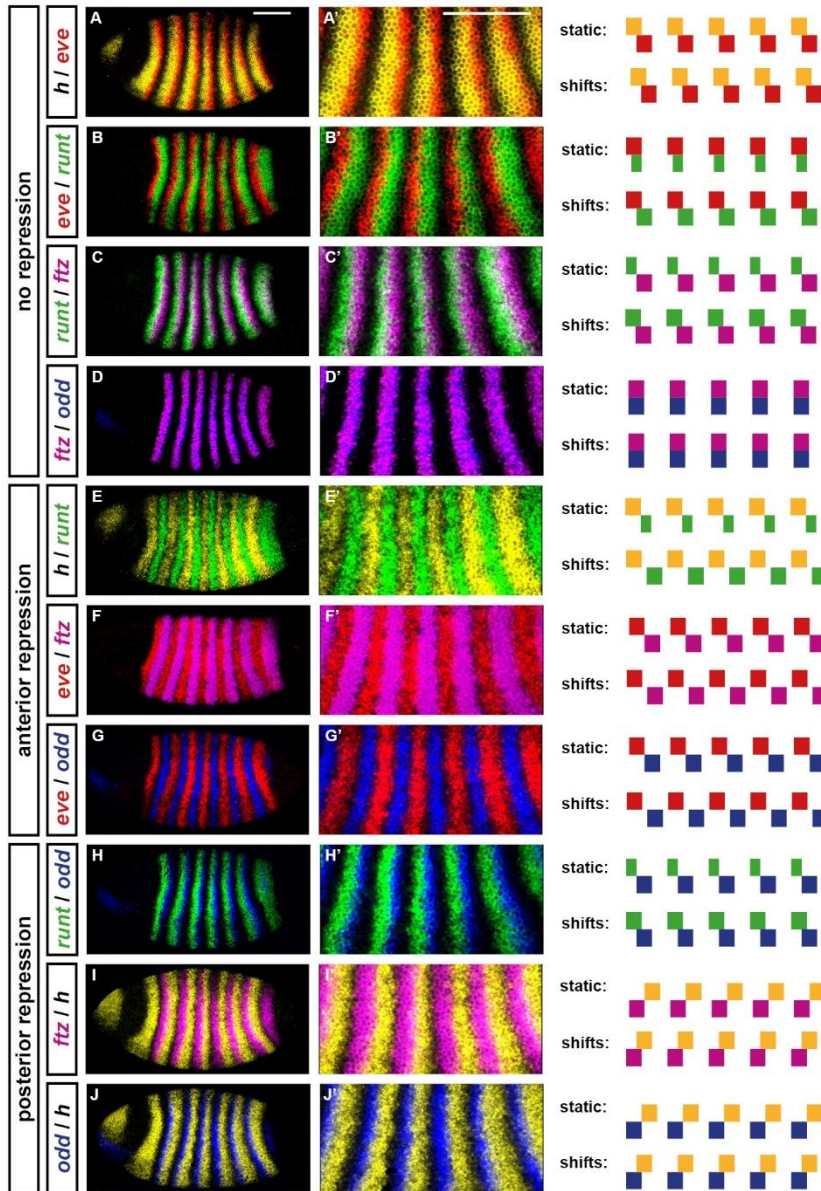 no repression
h / eve
A
A'
static:
shifts:
eve / runt
B
B'
static:
shifts:
runt / ftz
C
C'
static:
shifts:
ftz / odd
D
D'
static:
shifts:
anterior repression
h / runt
E
E'
static:
shifts:
eve / ftz
F
F'
static:
shifts:
eve / odd
G
G'
static:
shifts:
posterior repression
runt / odd
H
H'
static:
shifts:
ftz / h
I
I'
static:
shifts:
odd / h
J
J'
static:
shifts: